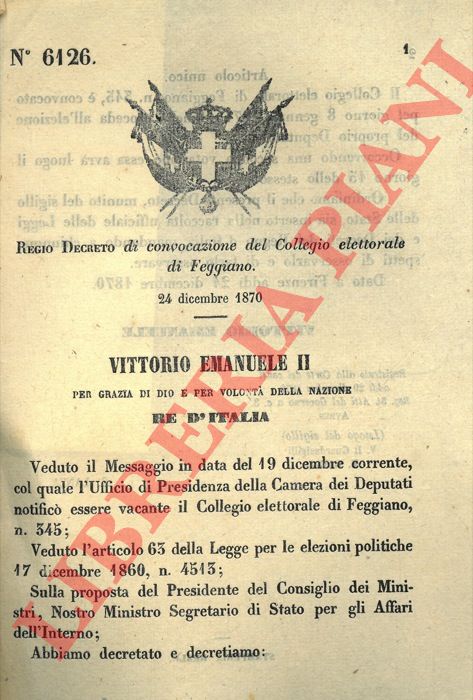 N° 6126.
1
REGIO DECRETO di convocazione del Collegio elettorale
di Feggiano.
24 dicembre 1870
VITTORIO EMANUELE II
PER GRAZIA DI DIO E PER VOLONTÀ DELLA NAZIONE
RE D'ITALIA
Veduto il Messaggio in data del 19 dicembre corrente,
col quale l'Ufficio di Presidenza della Camera dei Deputati
notificò essere vacante il Collegio elettorale di Feggiano,
n. 345;
Veduto l'articolo 63 della Legge per le elezioni politiche
17 dicembre 1860, n. 4513;
Sulla proposta del Presidente del Consiglio dei Mini-
stri, Nostro Ministro Segretario di Stato per gli Affari
dell'Interno;
Abbiamo decretato e decretiamo:
LIBRERIA PIANI